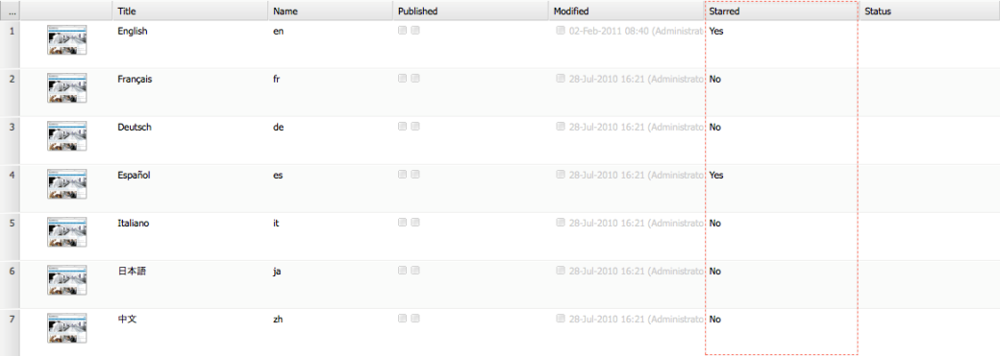 ... Title Name Published Modified Starred Status
1 English en 02-Feb-2011 08:40 (Administrat Yes
2 Français fr 28-Jul-2010 16:21 (Administrato No
3 Deutsch de 28-Jul-2010 16:21 (Administrato No
4 Español es 28-Jul-2010 16:21 (Administrato Yes
5 Italiano it 28-Jul-2010 16:21 (Administrato No
6 日本語 ja 28-Jul-2010 16:21 (Administrato No
7 中文 zh 28-Jul-2010 16:21 (Administrato No